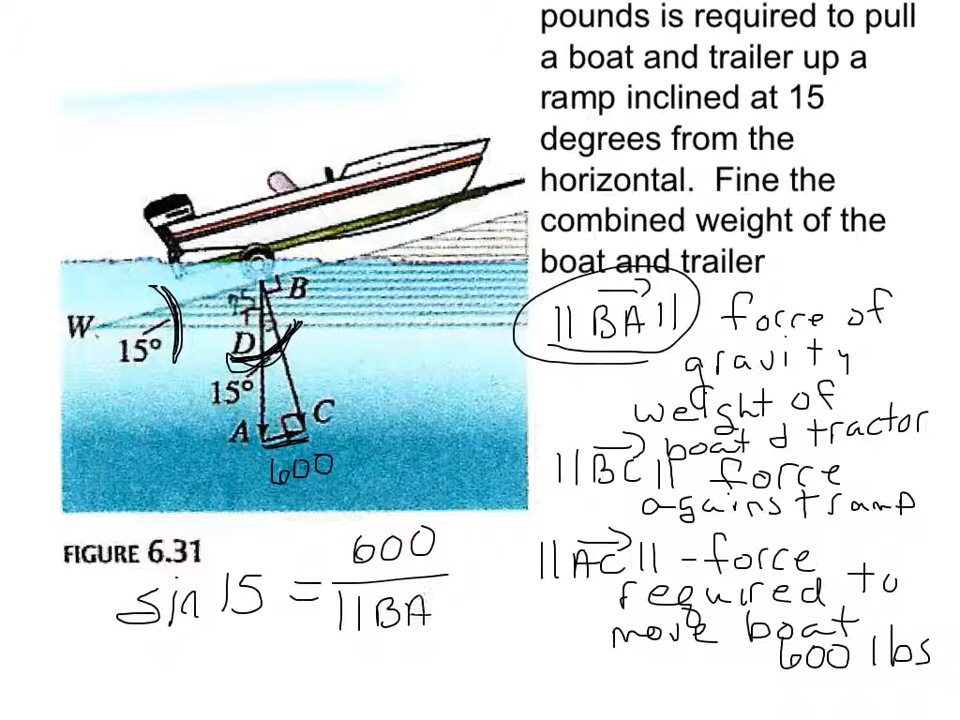 pounds is required to pull
a boat and trailer up a
ramp inclined at 15
degrees from the
horizontal.  Fine the
combined weight of the
boat and trailer
B
W
15°
75
D
15°
A
C
600
||BA|| force of
gravity
weight of
boat d tractor
||BC|| force
against ramp
||AC|| - force
required to
move boat
600 lbs
FIGURE 6.31
sin 15 = 600
||BA